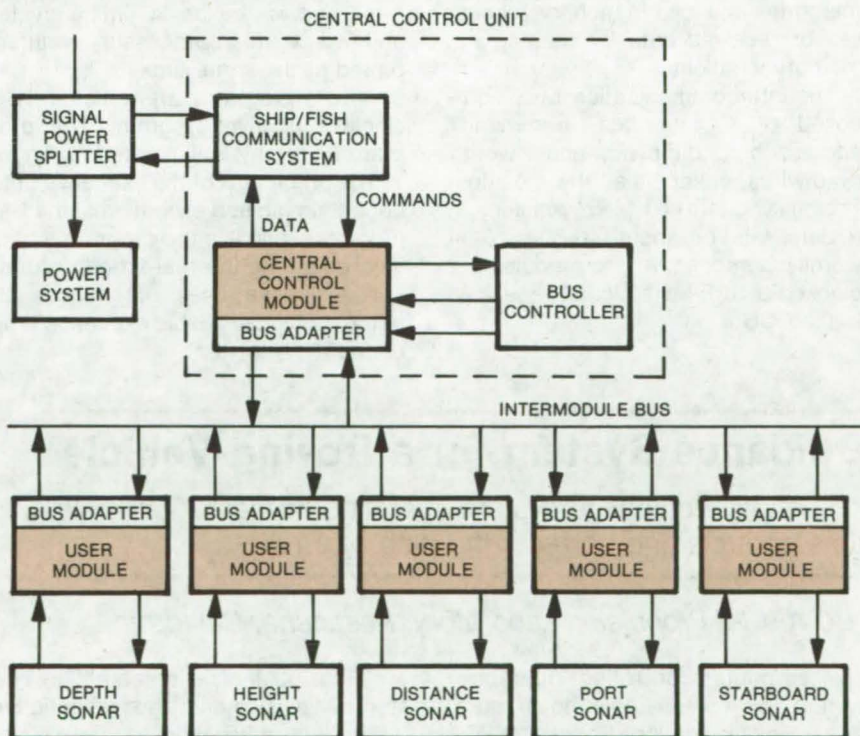 CENTRAL CONTROL UNIT
SIGNAL
POWER
SPLITTER
SHIP/FISH
COMMUNICATION
SYSTEM
COMMANDS
DATA
POWER
SYSTEM
CENTRAL
CONTROL
MODULE
BUS ADAPTER
BUS
CONTROLLER
INTERMODULE BUS
BUS ADAPTER
USER
MODULE
BUS ADAPTER
USER
MODULE
BUS ADAPTER
USER
MODULE
BUS ADAPTER
USER
MODULE
BUS ADAPTER
USER
MODULE
DEPTH
SONAR
HEIGHT
SONAR
DISTANCE
SONAR
PORT
SONAR
STARBOARD
SONAR